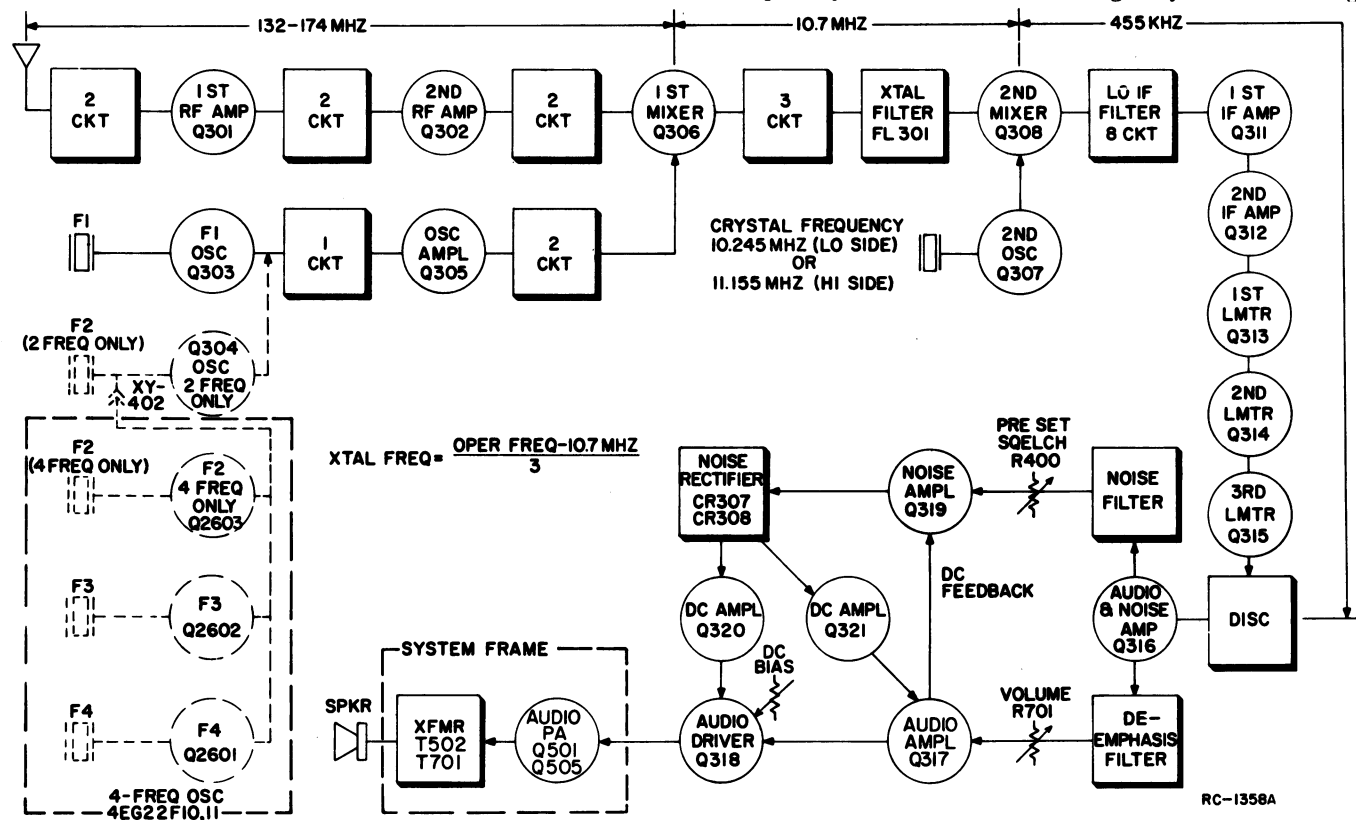 132-174 MHZ
10.7 MHZ
455 KHZ
2
CKT
1ST
RF AMP
Q301
2
CKT
2ND
RF AMP
Q302
2
CKT
1ST
MIXER
Q306
3
CKT
XTAL
FILTER
FL 301
2ND
MIXER
Q308
LO IF
FILTER
8 CKT
1ST
IF AMP
Q311
F1
F1
OSC
Q303
1
CKT
OSC
AMPL
Q305
2
CKT
CRYSTAL FREQUENCY
10.245 MHZ (LO SIDE)
OR
11.155 MHZ (HI SIDE)
2ND
OSC
Q307
2ND
IF AMP
Q312
1ST
LMTR
Q313
2ND
LMTR
Q314
3RD
LMTR
Q315
F2
(2 FREQ ONLY)
Q304
OSC
2 FREQ
ONLY
XY-
402
F2
(4 FREQ ONLY)
F2
4 FREQ
ONLY
Q2603
F3
F3
Q2602
F4
F4
Q2601
4-FREQ OSC
4EG22F10,11
XTAL FREQ= OPER FREQ-10.7 MHZ
3
NOISE
RECTIFIER
CR307
CR308
NOISE
AMPL
Q319
PRE SET
SQELCH
R400
NOISE
FILTER
DC AMPL
Q320
DC AMPL
Q321
DC
FEEDBACK
AUDIO
& NOISE
AMP
Q316
DISC
SYSTEM FRAME
SPKR
XFMR
T502
T701
AUDIO
PA
Q501
Q505
DC
BIAS
AUDIO
DRIVER
Q318
AUDIO
AMPL
Q317
VOLUME
R701
DE-
EMPHASIS
FILTER
RC-1358A